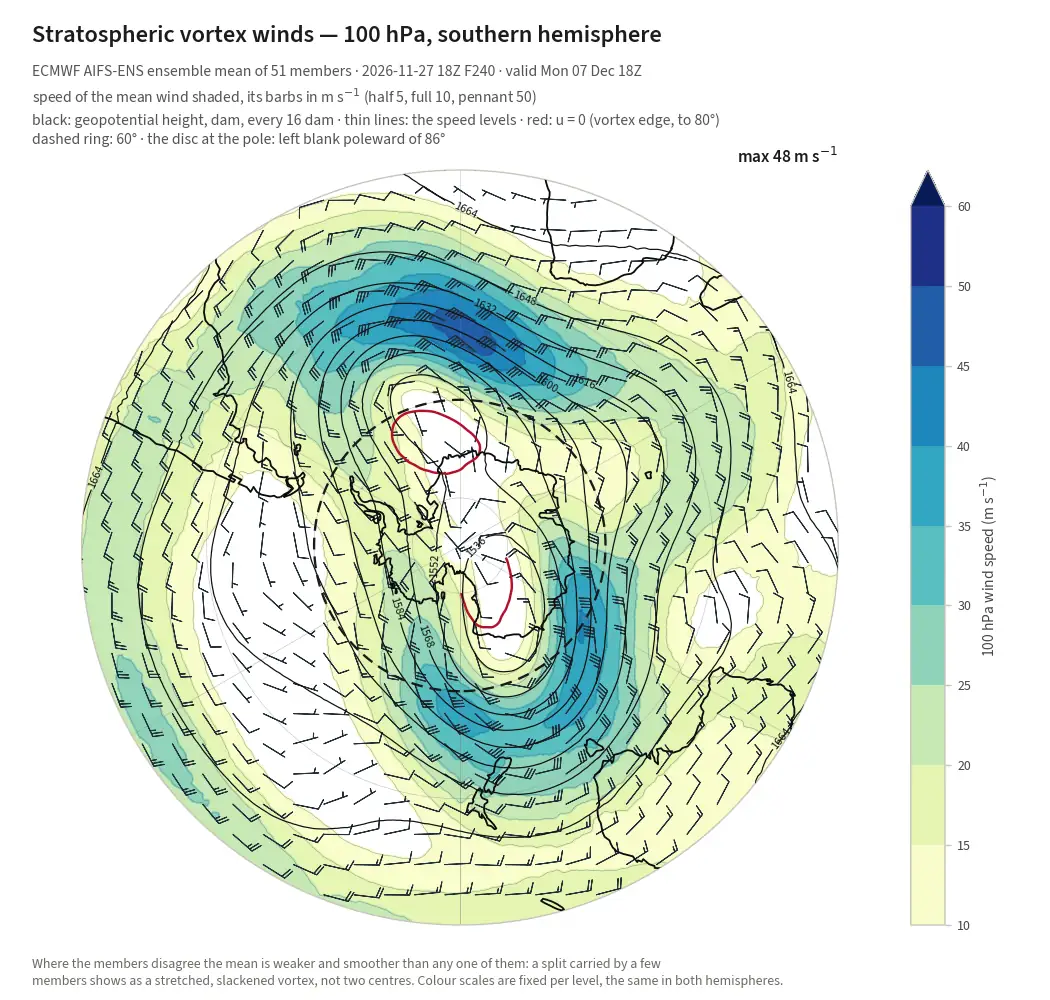 Stratospheric vortex winds — 100 hPa, southern hemisphere
ECMWF AIFS-ENS ensemble mean of 51 members · 2026-11-27 18Z F240 · valid Mon 07 Dec 18Z
speed of the mean wind shaded, its barbs in m s⁻¹ (half 5, full 10, pennant 50)
black: geopotential height, dam, every 16 dam · thin lines: the speed levels · red: u = 0 (vortex edge, to 80°)
dashed ring: 60° · the disc at the pole: left blank poleward of 86°
max 48 m s⁻¹
1664
1648
1632
1616
1600
1664
1664
1536
1552
1584
1568
1664
60
50
45
40
35
30
25
20
15
10
100 hPa wind speed (m s⁻¹)
Where the members disagree the mean is weaker and smoother than any one of them: a split carried by a few
members shows as a stretched, slackened vortex, not two centres. Colour scales are fixed per level, the same in both hemispheres.